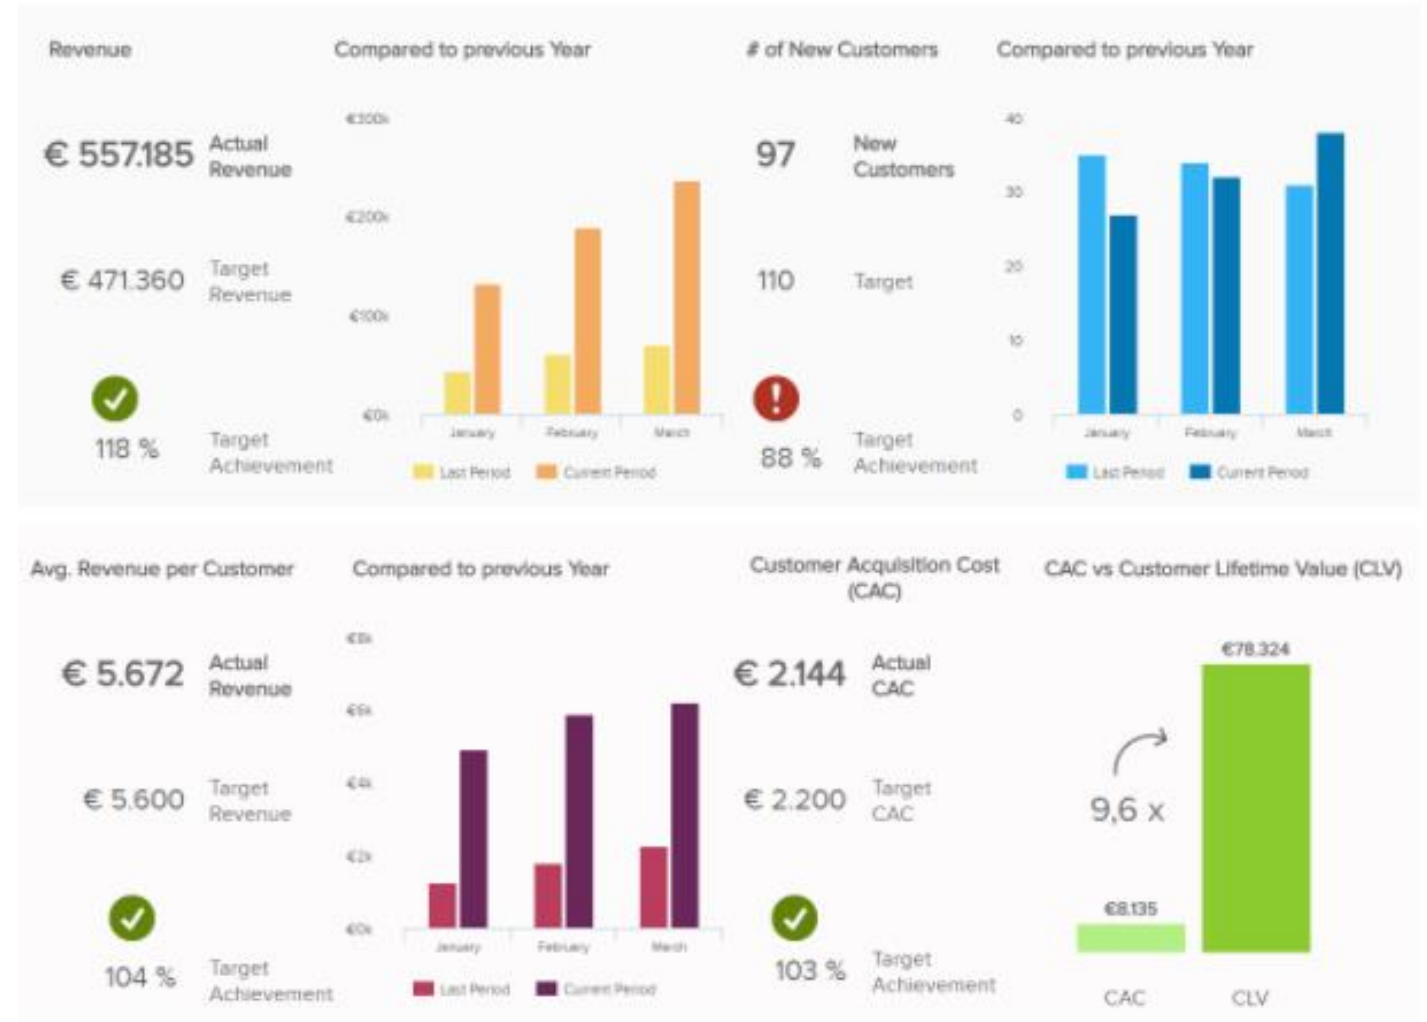 Revenue
Compared to previous Year
# of New Customers
Compared to previous Year
€ 557.185
Actual
Revenue
€ 471.360
Target
Revenue
118 %
Target
Achievement
€300k
€200k
€100k
€0k
January
February
March
Last Period
Current Period
97
New
Customers
110
Target
88 %
Target
Achievement
40
30
20
10
0
January
February
March
Last Period
Current Period
Avg. Revenue per Customer
Compared to previous Year
Customer Acquisition Cost
(CAC)
CAC vs Customer Lifetime Value (CLV)
€ 5.672
Actual
Revenue
€ 5.600
Target
Revenue
104 %
Target
Achievement
€8k
€6k
€4k
€2k
€0k
January
February
March
Last Period
Current Period
€ 2.144
Actual
CAC
€ 2.200
Target
CAC
103 %
Target
Achievement
€78.324
9,6 x
€8.135
CAC
CLV